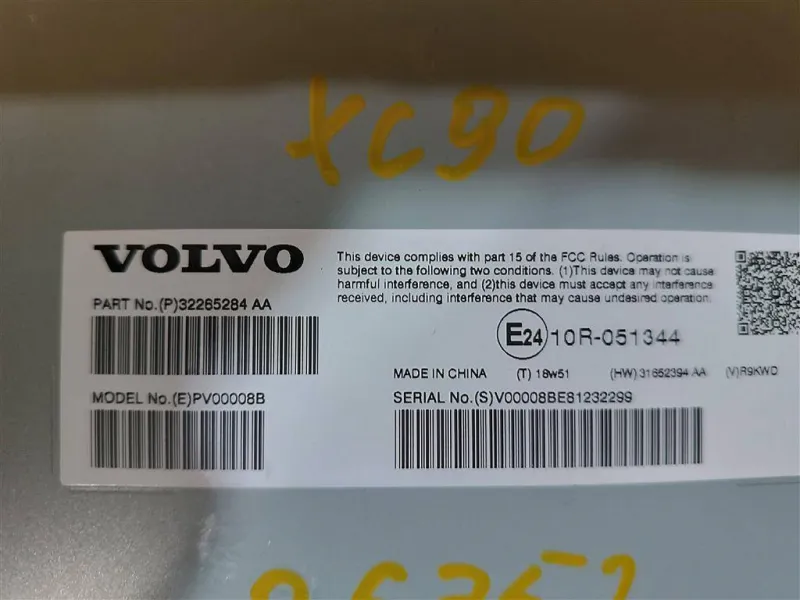 XC90
VOLVO
This device complies with part 15 of the FCC Rules. Operation is
subject to the following two conditions. (1)This device may not cause
harmful interference, and (2)this device must accept any interference
received, including interference that may cause undesired operation.
PART No.(P)32265284 AA
E24 10R-051344
MADE IN CHINA (T) 18w51 (HW) 31652394 AA (V)R9KWD
MODEL No.(E)PV00008B
SERIAL No.(S)V00008BE81232299